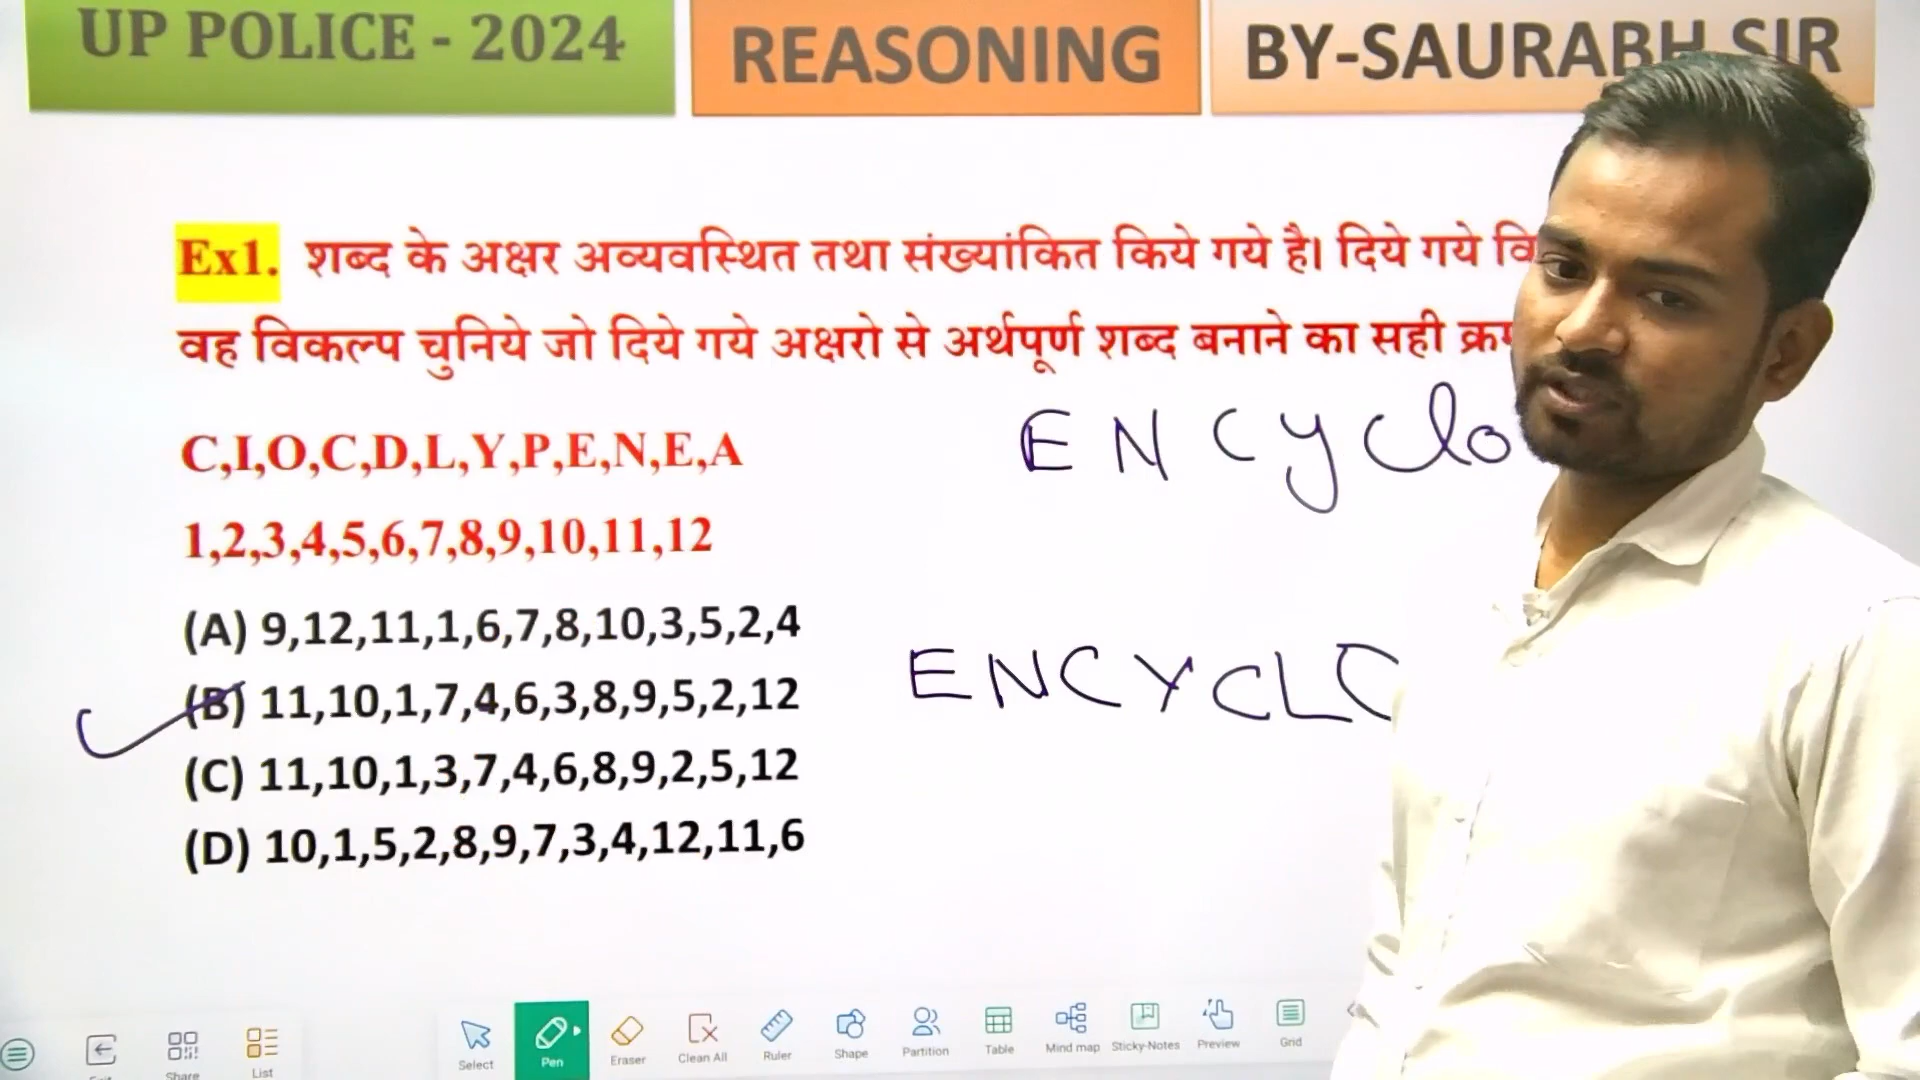 UP POLICE - 2024
REASONING
BY-SAURABH SIR
Ex1. शब्द के अक्षर अव्यवस्थित तथा संख्यांकित किये गये है। दिये गये
वह विकल्प चुनिये जो दिये गये अक्षरो से अर्थपूर्ण शब्द बनाने का सही
C,I,O,C,D,L,Y,P,E,N,E,A
ENCyclo
1,2,3,4,5,6,7,8,9,10,11,12
(A) 9,12,11,1,6,7,8,10,3,5,2,4
(B) 11,10,1,7,4,6,3,8,9,5,2,12
ENCYCLO
(C) 11,10,1,3,7,4,6,8,9,2,5,12
(D) 10,1,5,2,8,9,7,3,4,12,11,6
Share List Select Pen Eraser Clean All Ruler Shape Partition Table Mind map Sticky-Notes Preview Grid